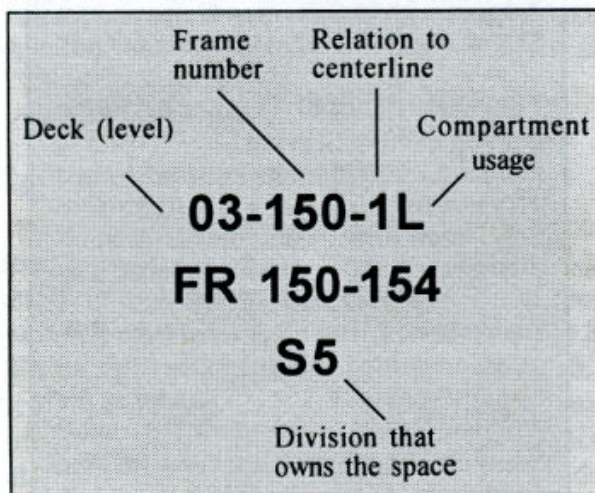 Frame number
Relation to centerline
Deck (level)
Compartment usage
03-150-1L
FR 150-154
S5
Division that
owns the space